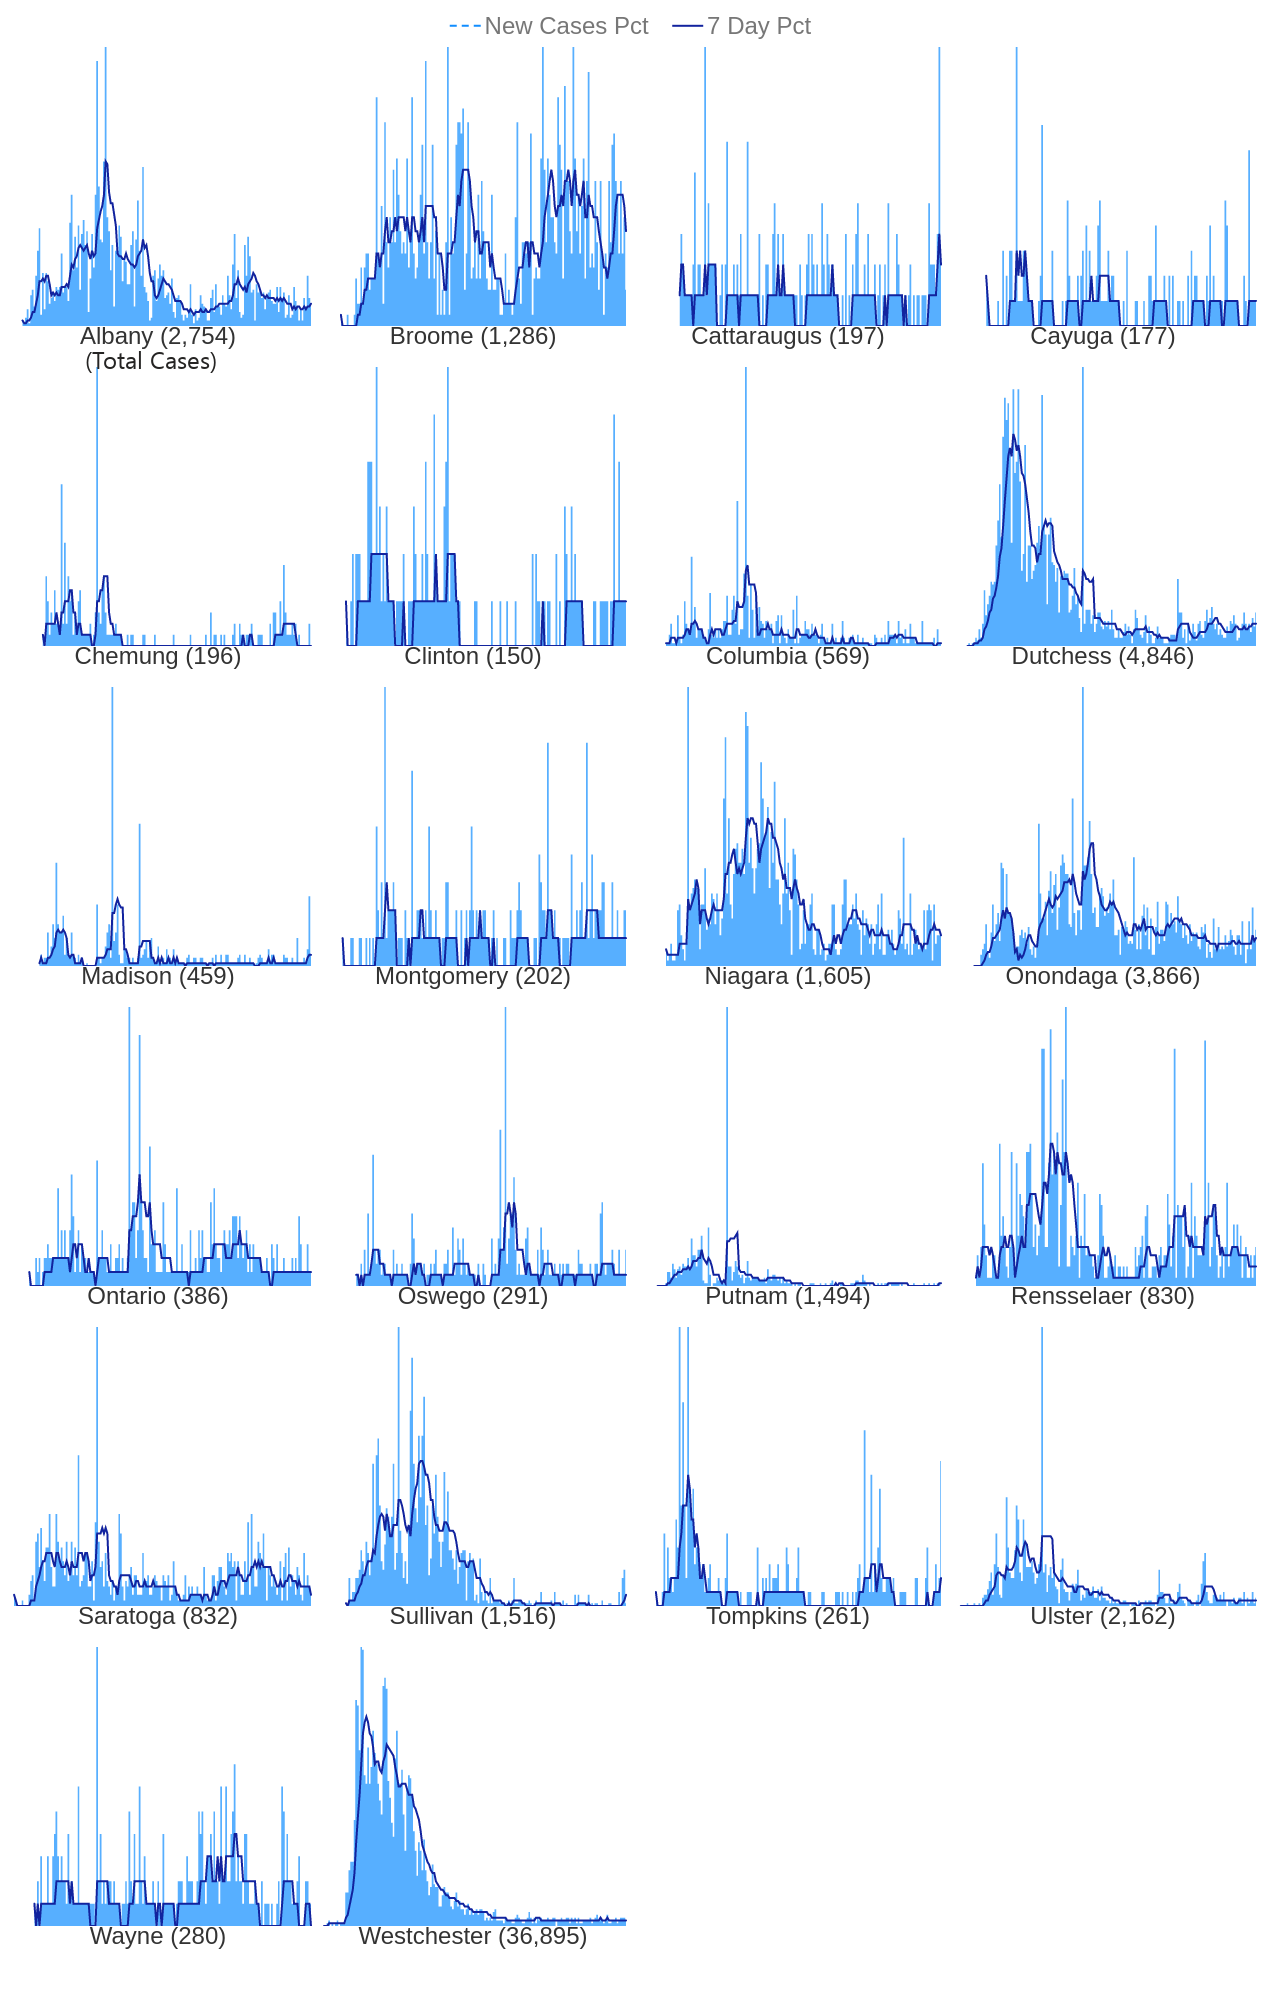 New Cases Pct 7 Day Pct
Albany (2,754) Broome (1,286) Cattaraugus (197) Cayuga (177)
(Total Cases)
Chemung (196) Clinton (150) Columbia (569) Dutchess (4,846)
Madison (459) Montgomery (202) Niagara (1,605) Onondaga (3,866)
Ontario (386) Oswego (291) Putnam (1,494) Rensselaer (830)
Saratoga (832) Sullivan (1,516) Tompkins (261) Ulster (2,162)
Wayne (280) Westchester (36,895)